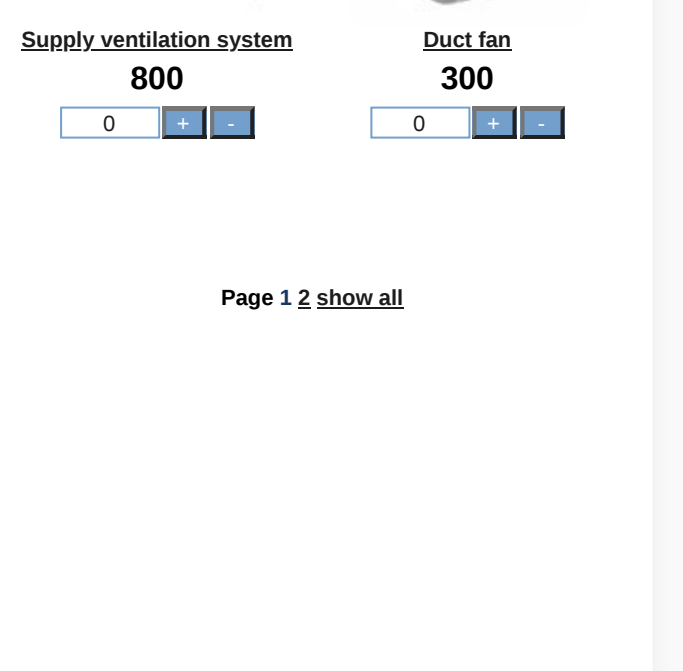 Supply ventilation system Duct fan
800 300
0 + - 0 + -
Page 1 2 show all